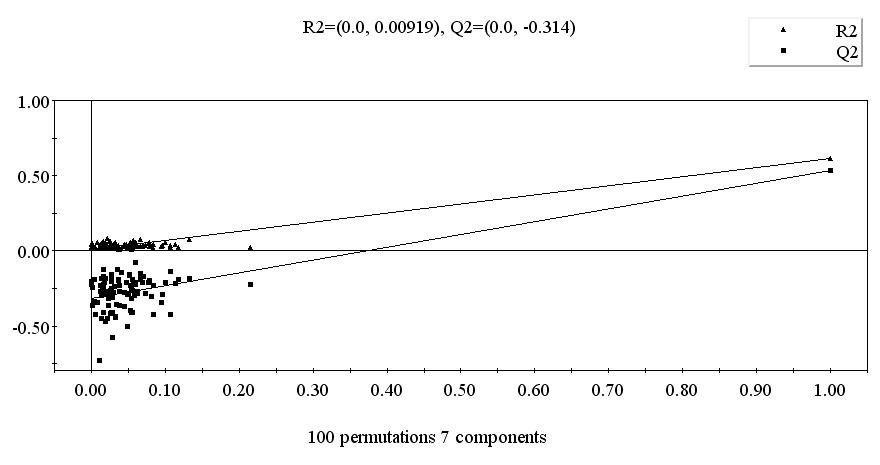 R2=(0.0, 0.00919), Q2=(0.0, -0.314)
R2
Q2
1.00
0.50
0.00
-0.50
0.00 0.10 0.20 0.30 0.40 0.50 0.60 0.70 0.80 0.90 1.00
100 permutations 7 components